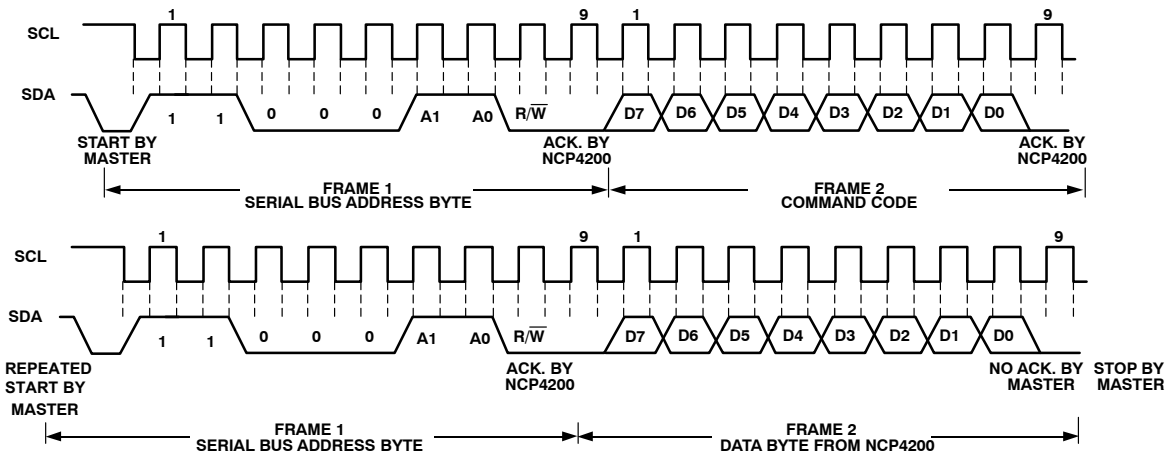 1 9 1 9
SCL
SDA
1 1 0 0 0 A1 A0 R/W̅ D7 D6 D5 D4 D3 D2 D1 D0
START BY
MASTER
ACK. BY
NCP4200
ACK. BY
NCP4200
FRAME 1
SERIAL BUS ADDRESS BYTE
FRAME 2
COMMAND CODE
1 9 1 9
SCL
SDA
1 1 0 0 0 A1 A0 R/W̅ D7 D6 D5 D4 D3 D2 D1 D0
REPEATED
START BY
MASTER
ACK. BY
NCP4200
NO ACK. BY
MASTER
STOP BY
MASTER
FRAME 1
SERIAL BUS ADDRESS BYTE
FRAME 2
DATA BYTE FROM NCP4200